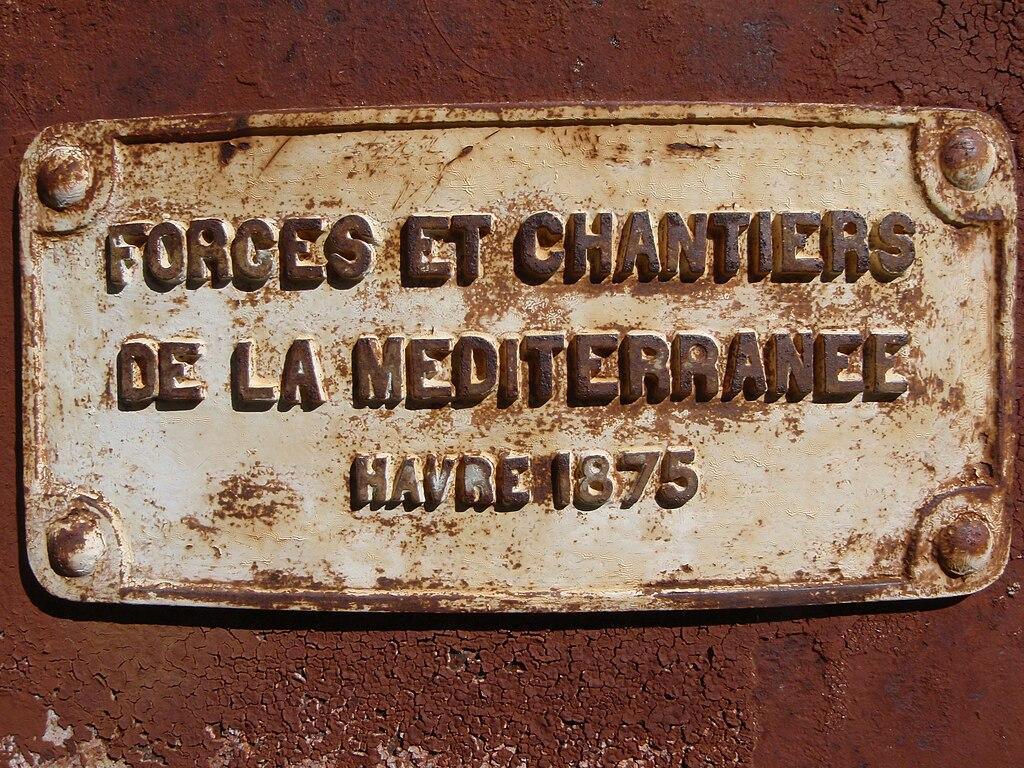 FORGES ET CHANTIERS
DE LA MEDITERRANEE
HAVRE 1875